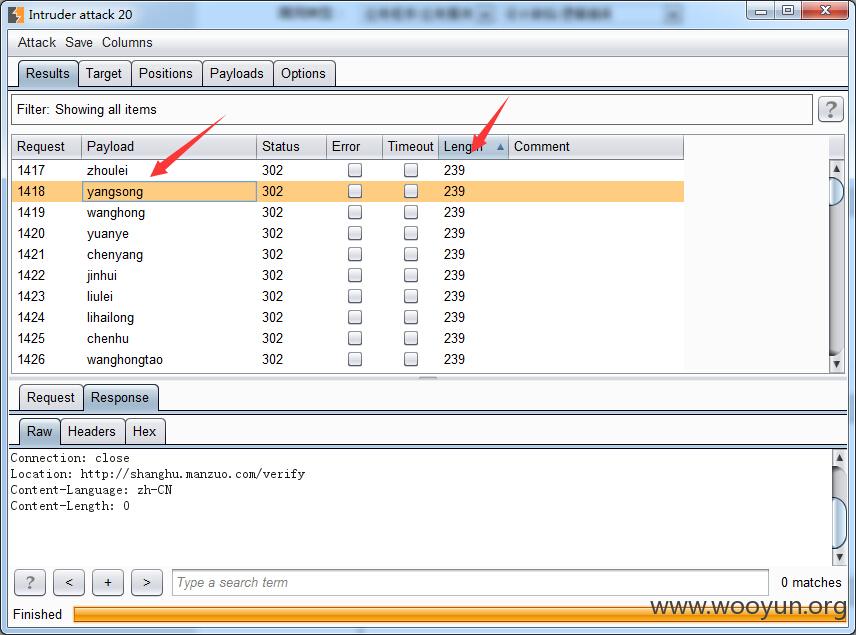 Intruder attack 20
Attack Save Columns
Results Target Positions Payloads Options
Filter: Showing all items ?
Request Payload Status Error Timeout Length Comment
1417 zhoulei 302 239
1418 yangsong 302 239
1419 wanghong 302 239
1420 yuanye 302 239
1421 chenyang 302 239
1422 jinhui 302 239
1423 liulei 302 239
1424 lihailong 302 239
1425 chenhu 302 239
1426 wanghongtao 302 239
Request Response
Raw Headers Hex
Connection: close
Location: http://shanghu.manzuo.com/verify
Content-Language: zh-CN
Content-Length: 0
? < + > Type a search term 0 matches
www.wooyun.org
Finished